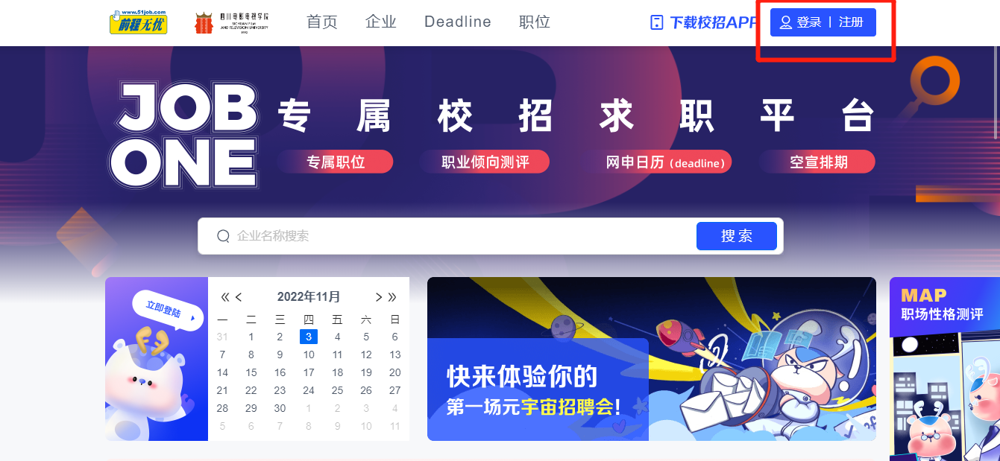 www.51job.com
前程无忧
四川电影电视学院
SICHUAN FILM
AND TELEVISION UNIVERSITY
首页 企业 Deadline 职位
下载校招APP
登录 | 注册
JOB
ONE
专属校招求职平台
专属职位 职业倾向测评 网申日历（deadline） 空宣排期
企业名称搜索 搜索
立即登陆
2022年11月
一 二 三 四 五 六 日
31 1 2 3 4 5 6
7 8 9 10 11 12 13
14 15 16 17 18 19 20
21 22 23 24 25 26 27
28 29 30 1 2 3 4
5 6 7 8 9 10 11
快来体验你的
第一场元宇宙招聘会!
MAP
职场性格测评